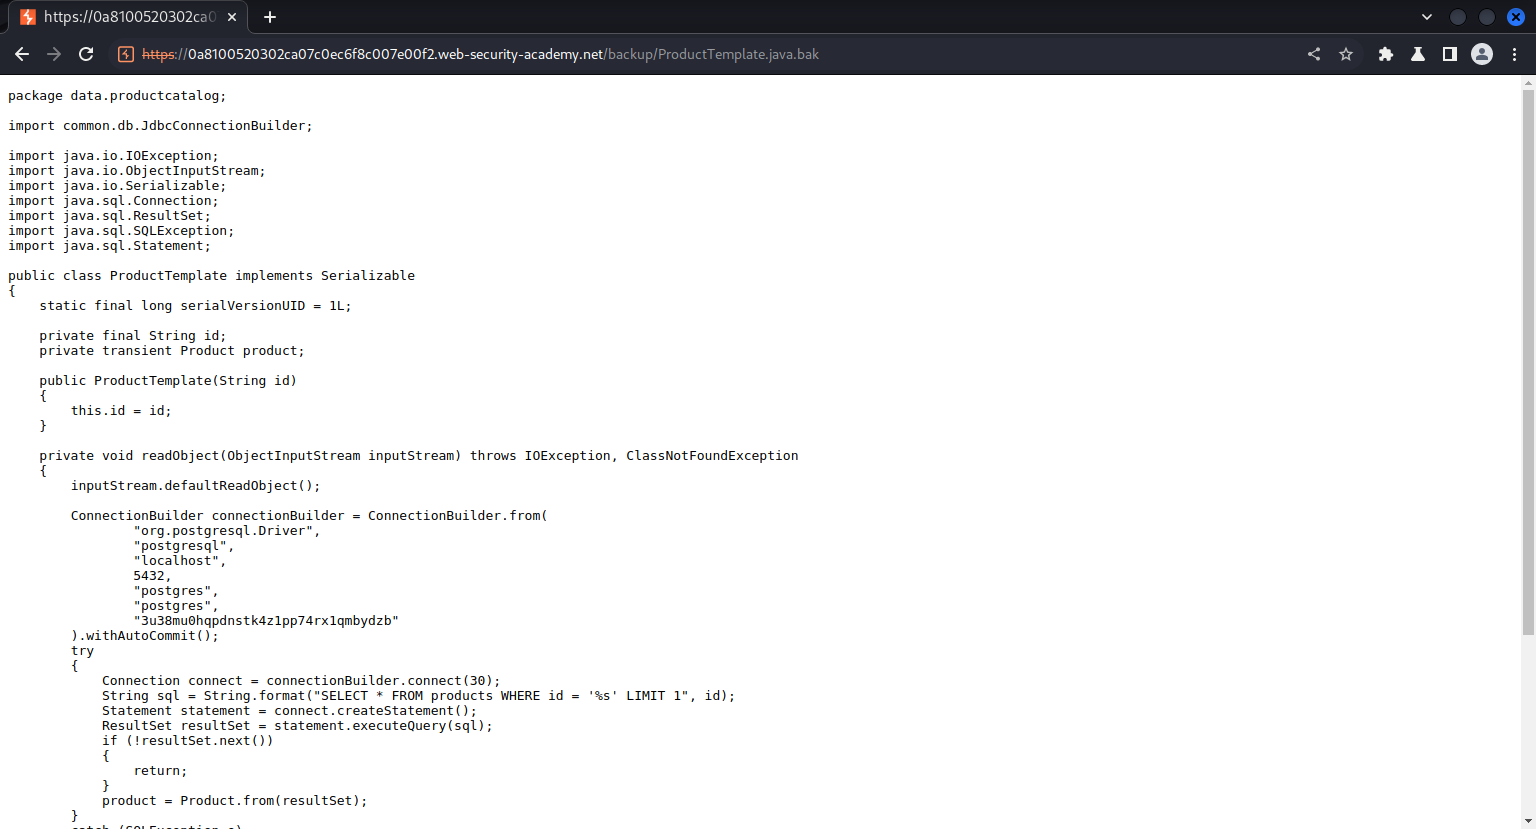 https://0a8100520302ca0
https://0a8100520302ca07c0ec6f8c007e00f2.web-security-academy.net/backup/ProductTemplate.java.bak
package data.productcatalog;
import common.db.JdbcConnectionBuilder;
import java.io.IOException;
import java.io.ObjectInputStream;
import java.io.Serializable;
import java.sql.Connection;
import java.sql.ResultSet;
import java.sql.SQLException;
import java.sql.Statement;
public class ProductTemplate implements Serializable
{
    static final long serialVersionUID = 1L;
    private final String id;
    private transient Product product;
    public ProductTemplate(String id)
    {
        this.id = id;
    }
    private void readObject(ObjectInputStream inputStream) throws IOException, ClassNotFoundException
    {
        inputStream.defaultReadObject();
        ConnectionBuilder connectionBuilder = ConnectionBuilder.from(
                "org.postgresql.Driver",
                "postgresql",
                "localhost",
                5432,
                "postgres",
                "postgres",
                "3u38mu0hqpdnstk4z1pp74rx1qmbydzb"
        ).withAutoCommit();
        try
        {
            Connection connect = connectionBuilder.connect(30);
            String sql = String.format("SELECT * FROM products WHERE id = '%s' LIMIT 1", id);
            Statement statement = connect.createStatement();
            ResultSet resultSet = statement.executeQuery(sql);
            if (!resultSet.next())
            {
                return;
            }
            product = Product.from(resultSet);
        }
        catch (SQLException e)